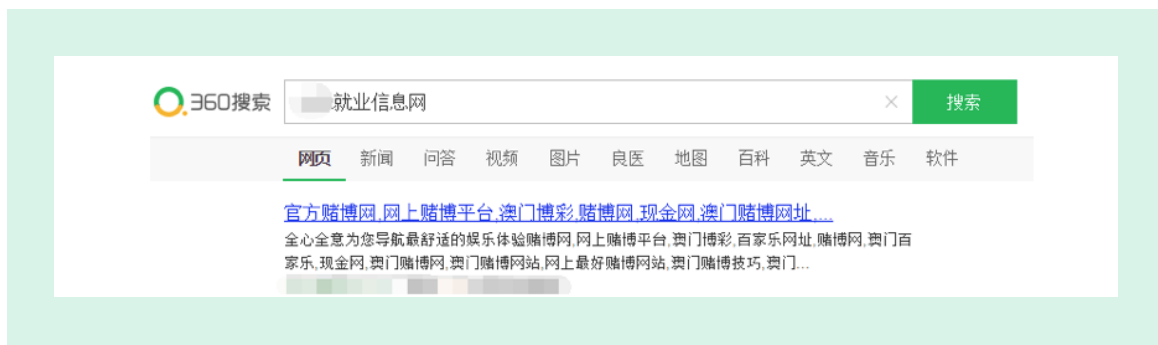 360搜索
就业信息网
搜索
网页 新闻 问答 视频 图片 良医 地图 百科 英文 音乐 软件
官方赌博网,网上赌博平台,澳门博彩,赌博网,现金网,澳门赌博网址,...
全心全意为您导航最舒适的娱乐体验赌博网,网上赌博平台,澳门博彩,百家乐网址,赌博网,澳门百
家乐,现金网,澳门赌博网,澳门赌博网站,网上最好赌博网站,澳门赌博技巧,澳门...